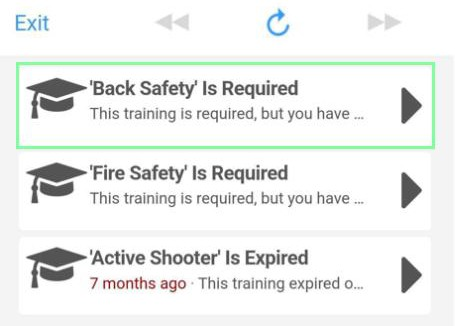 Exit
'Back Safety' Is Required
This training is required, but you have ...
'Fire Safety' Is Required
This training is required, but you have ...
'Active Shooter' Is Expired
7 months ago · This training expired o...